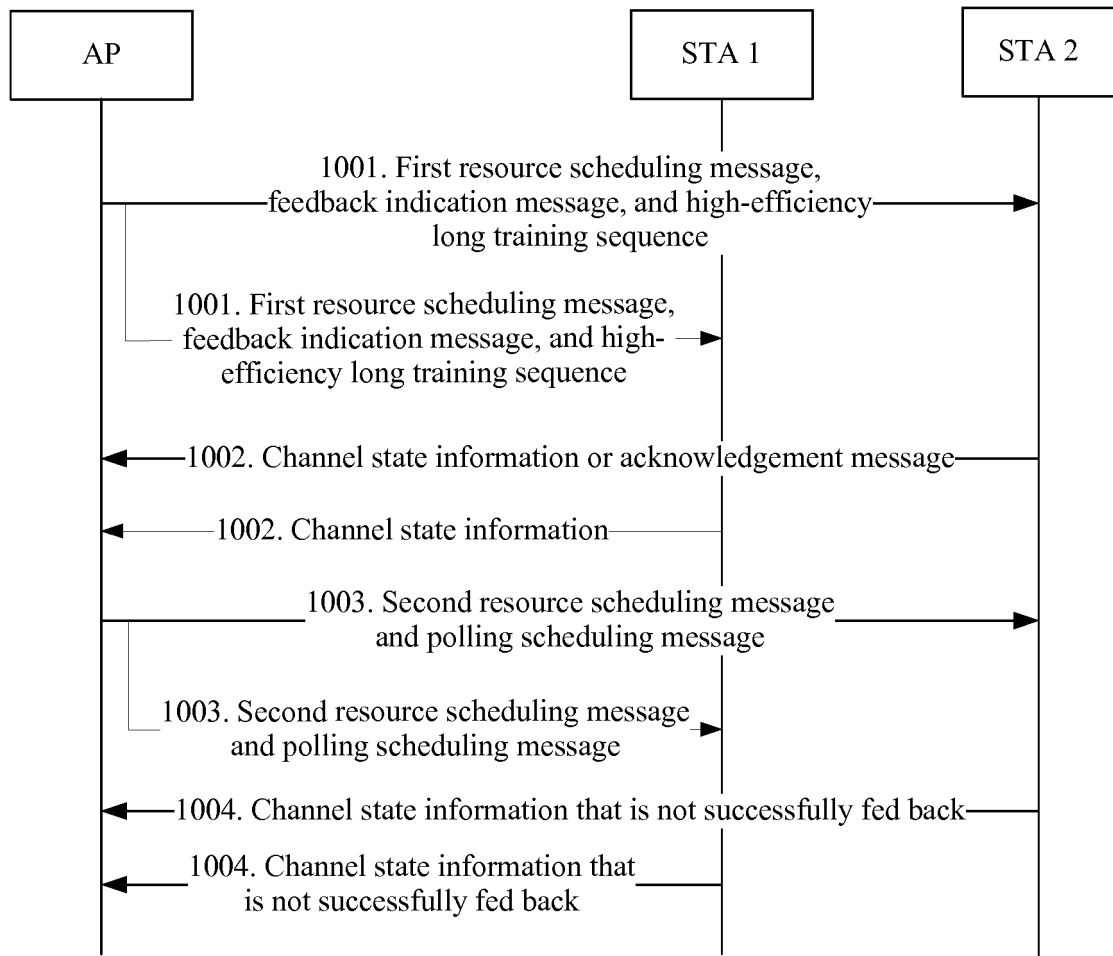 AP
STA 1
STA 2
1001. First resource scheduling message,
feedback indication message, and high-efficiency
long training sequence
1001. First resource scheduling message,
feedback indication message, and high-
efficiency long training sequence
1002. Channel state information or acknowledgement message
1002. Channel state information
1003. Second resource scheduling message
and polling scheduling message
1003. Second resource scheduling message
and polling scheduling message
1004. Channel state information that is not successfully fed back
1004. Channel state information that
is not successfully fed back